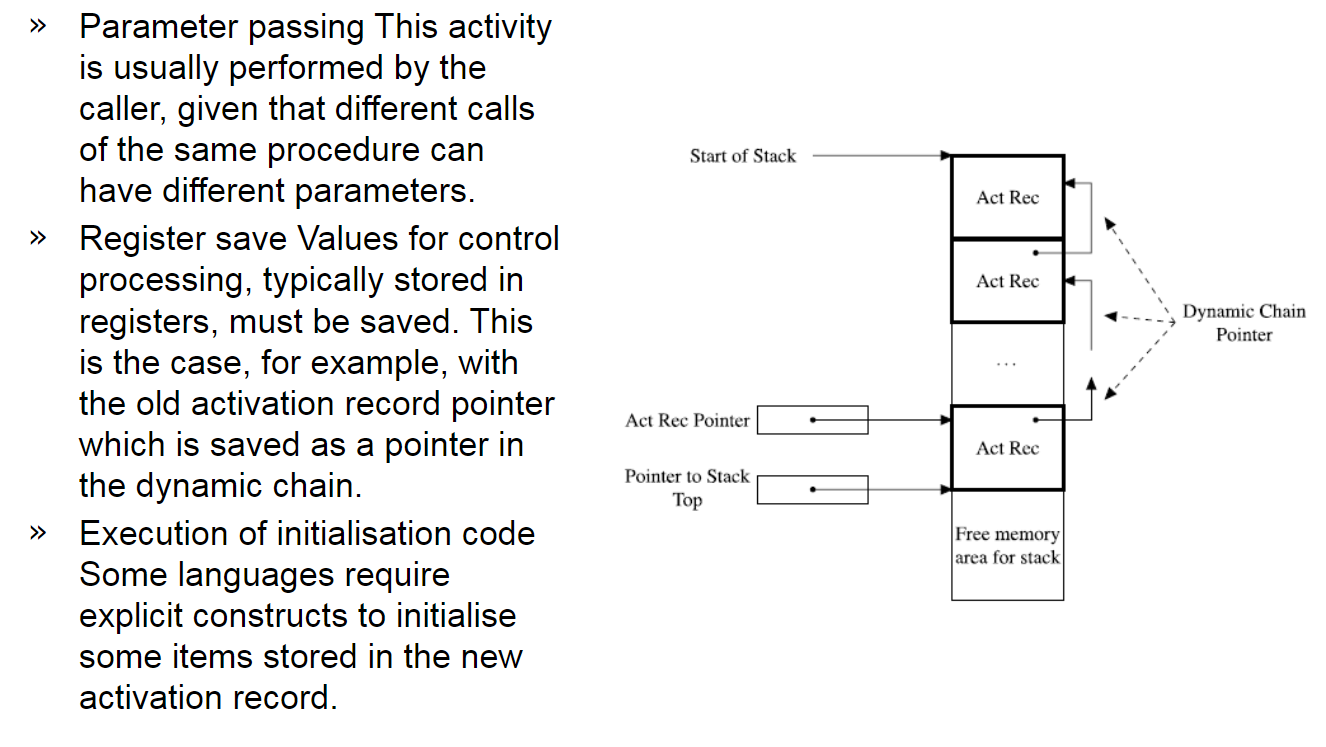 » Parameter passing This activity
is usually performed by the
caller, given that different calls
of the same procedure can
have different parameters.
» Register save Values for control
processing, typically stored in
registers, must be saved. This
is the case, for example, with
the old activation record pointer
which is saved as a pointer in
the dynamic chain.
» Execution of initialisation code
Some languages require
explicit constructs to initialise
some items stored in the new
activation record.
Start of Stack
Act Rec
Act Rec
Dynamic Chain
Pointer
...
Act Rec Pointer
Act Rec
Pointer to Stack
Top
Free memory
area for stack